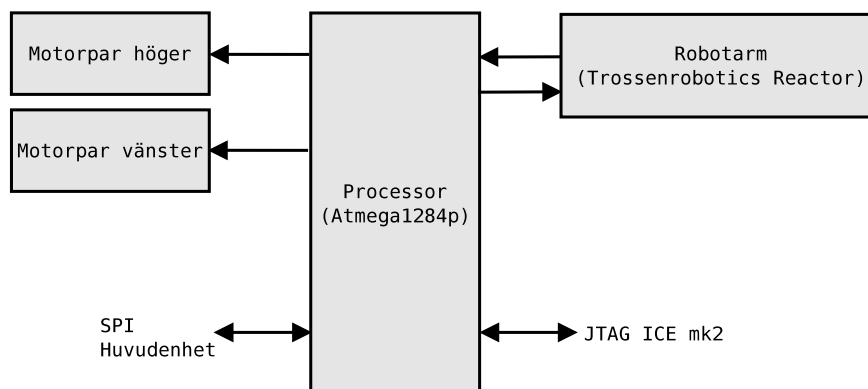 Motorpar höger
Motorpar vänster
Processor
(Atmega1284p)
Robotarm
(Trossenrobotics Reactor)
SPI
Huvudenhet
JTAG ICE mk2